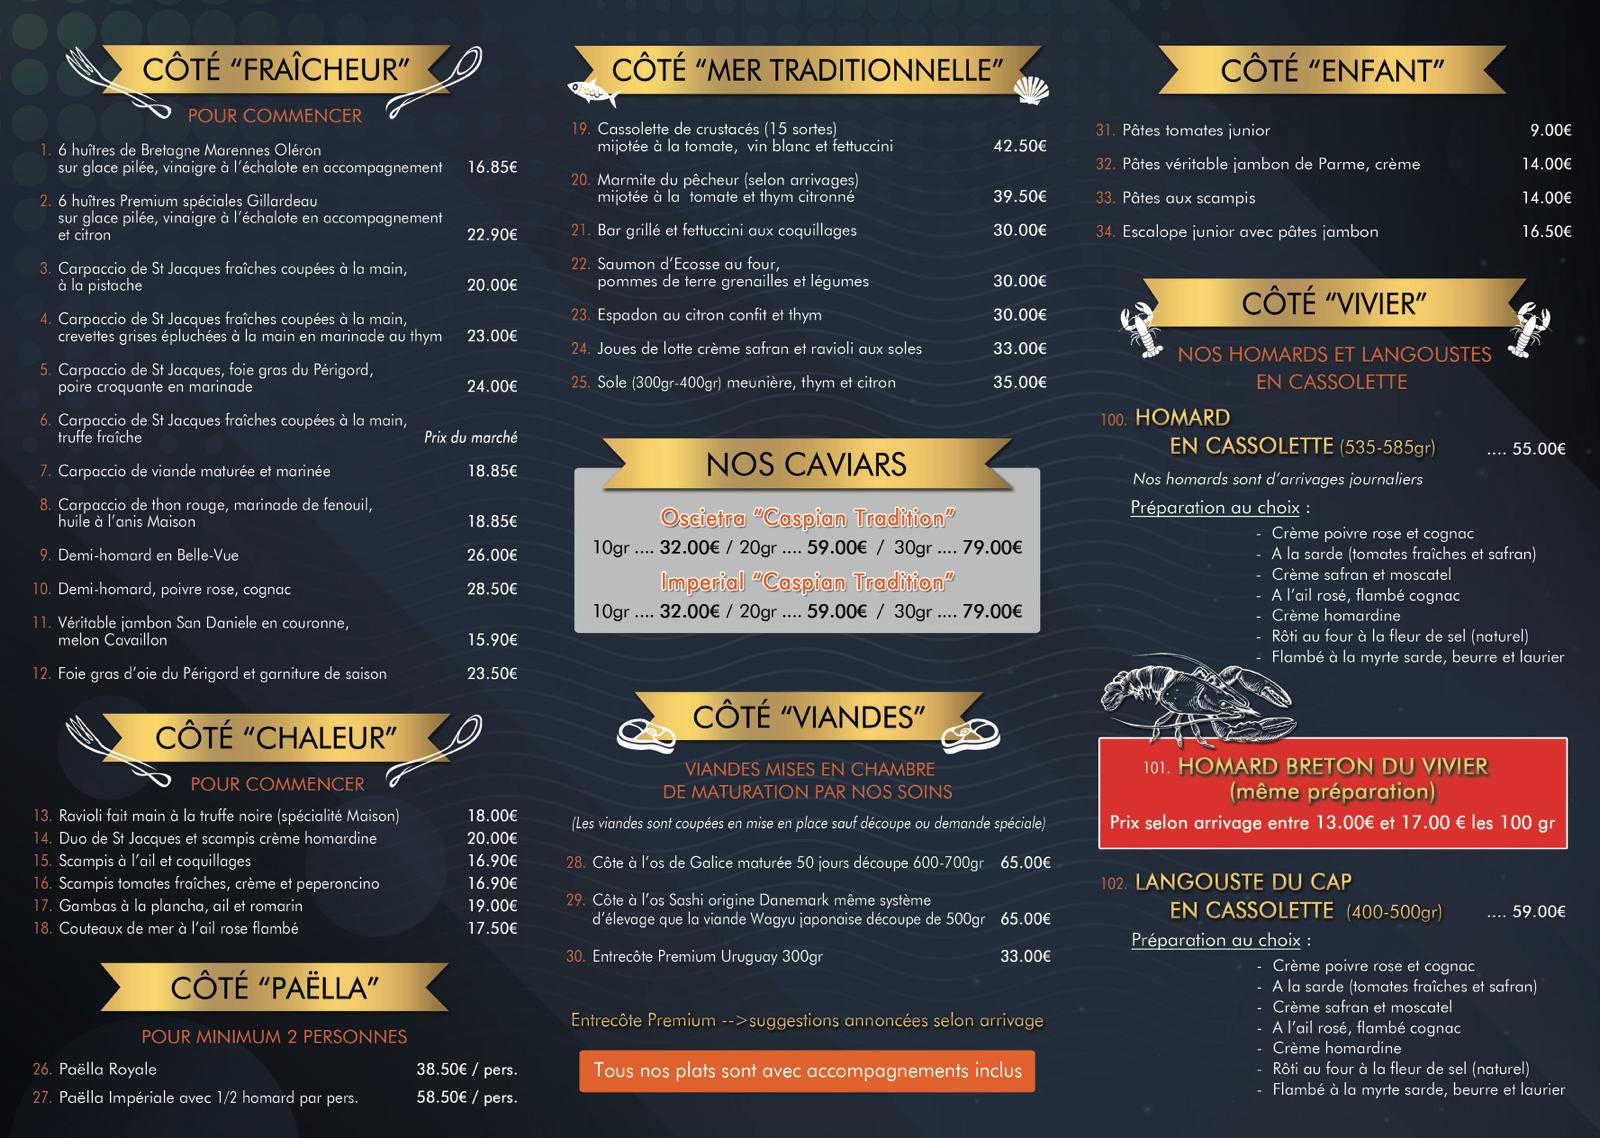 CÔTÉ “FRAÎCHEUR”
POUR COMMENCER
1. 6 huîtres de Bretagne Marennes Oléron
sur glace pilée, vinaigre à l’échalote en accompagnement 16.85€
2. 6 huîtres Premium spéciales Gillardeau
sur glace pilée, vinaigre à l’échalote en accompagnement
et citron 22.90€
3. Carpaccio de St Jacques fraîches coupées à la main,
à la pistache 20.00€
4. Carpaccio de St Jacques fraîches coupées à la main,
crevettes grises épluchées à la main en marinade au thym 23.00€
5. Carpaccio de St Jacques, foie gras du Périgord,
poire croquante en marinade 24.00€
6. Carpaccio de St Jacques fraîches coupées à la main,
truffe fraîche Prix du marché
7. Carpaccio de viande maturée et marinée 18.85€
8. Carpaccio de thon rouge, marinade de fenouil,
huile à l’anis Maison 18.85€
9. Demi-homard en Belle-Vue 26.00€
10. Demi-homard, poivre rose, cognac 28.50€
11. Véritable jambon San Daniele en couronne,
melon Cavaillon 15.90€
12. Foie gras d’oie du Périgord et garniture de saison 23.50€
CÔTÉ “CHALEUR”
POUR COMMENCER
13. Ravioli fait main à la truffe noire (spécialité Maison) 18.00€
14. Duo de St Jacques et scampis crème homardine 20.00€
15. Scampis à l’ail et coquillages 16.90€
16. Scampis tomates fraîches, crème et peperoncino 16.90€
17. Gambas à la plancha, ail et romarin 19.00€
18. Couteaux de mer à l’ail rose flambé 17.50€
CÔTÉ “PAËLLA”
POUR MINIMUM 2 PERSONNES
26. Paëlla Royale 38.50€ / pers.
27. Paëlla Impériale avec 1/2 homard par pers. 58.50€ / pers.
CÔTÉ “MER TRADITIONNELLE”
19. Cassolette de crustacés (15 sortes)
mijotée à la tomate, vin blanc et fettuccini 42.50€
20. Marmite du pêcheur (selon arrivages)
mijotée à la tomate et thym citronné 39.50€
21. Bar grillé et fettuccini aux coquillages 30.00€
22. Saumon d’Ecosse au four,
pommes de terre grenailles et légumes 30.00€
23. Espadon au citron confit et thym 30.00€
24. Joues de lotte crème safran et ravioli aux soles 33.00€
25. Sole (300gr-400gr) meunière, thym et citron 35.00€
NOS CAVIARS
Oscietra “Caspian Tradition”
10gr .... 32.00€ / 20gr .... 59.00€ / 30gr .... 79.00€
Imperial “Caspian Tradition”
10gr .... 32.00€ / 20gr .... 59.00€ / 30gr .... 79.00€
CÔTÉ “VIANDES”
VIANDES MISES EN CHAMBRE
DE MATURATION PAR NOS SOINS
(Les viandes sont coupées en mise en place sauf découpe ou demande spéciale)
28. Côte à l’os de Galice maturée 50 jours découpe 600-700gr 65.00€
29. Côte à l’os Sashi origine Danemark même système
d’élevage que la viande Wagyu japonaise découpe de 500gr 65.00€
30. Entrecôte Premium Uruguay 300gr 33.00€
Entrecôte Premium -->suggestions annoncées selon arrivage
Tous nos plats sont avec accompagnements inclus
CÔTÉ “ENFANT”
31. Pâtes tomates junior 9.00€
32. Pâtes véritable jambon de Parme, crème 14.00€
33. Pâtes aux scampis 14.00€
34. Escalope junior avec pâtes jambon 16.50€
CÔTÉ “VIVIER”
NOS HOMARDS ET LANGOUSTES
EN CASSOLETTE
100. HOMARD
EN CASSOLETTE (535-585gr) .... 55.00€
Nos homards sont d’arrivages journaliers
Préparation au choix :
- Crème poivre rose et cognac
- A la sarde (tomates fraîches et safran)
- Crème safran et moscatel
- A l’ail rosé, flambé cognac
- Crème homardine
- Rôti au four à la fleur de sel (naturel)
- Flambé à la myrte sarde, beurre et laurier
101. HOMARD BRETON DU VIVIER
(même préparation)
Prix selon arrivage entre 13.00€ et 17.00 € les 100 gr
102. LANGOUSTE DU CAP
EN CASSOLETTE (400-500gr) .... 59.00€
Préparation au choix :
- Crème poivre rose et cognac
- A la sarde (tomates fraîches et safran)
- Crème safran et moscatel
- A l’ail rosé, flambé cognac
- Crème homardine
- Rôti au four à la fleur de sel (naturel)
- Flambé à la myrte sarde, beurre et laurier